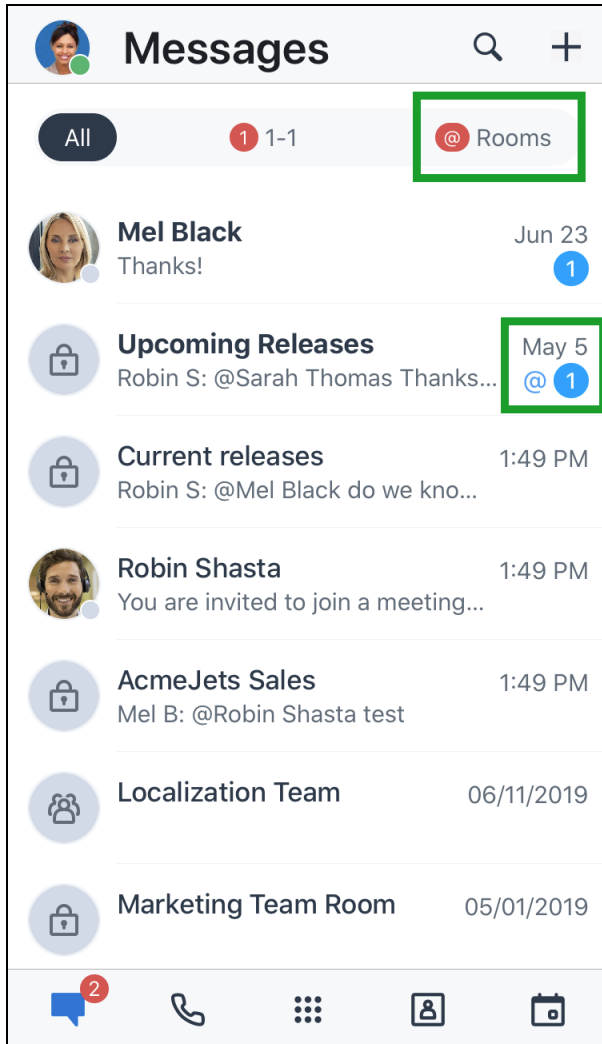 Messages
All
1 1-1
@ Rooms
Mel Black
Jun 23
Thanks!
1
Upcoming Releases
May 5
Robin S: @Sarah Thomas Thanks...
@ 1
Current releases
1:49 PM
Robin S: @Mel Black do we kno...
Robin Shasta
1:49 PM
You are invited to join a meeting...
AcmeJets Sales
1:49 PM
Mel B: @Robin Shasta test
Localization Team
06/11/2019
Marketing Team Room
05/01/2019
2